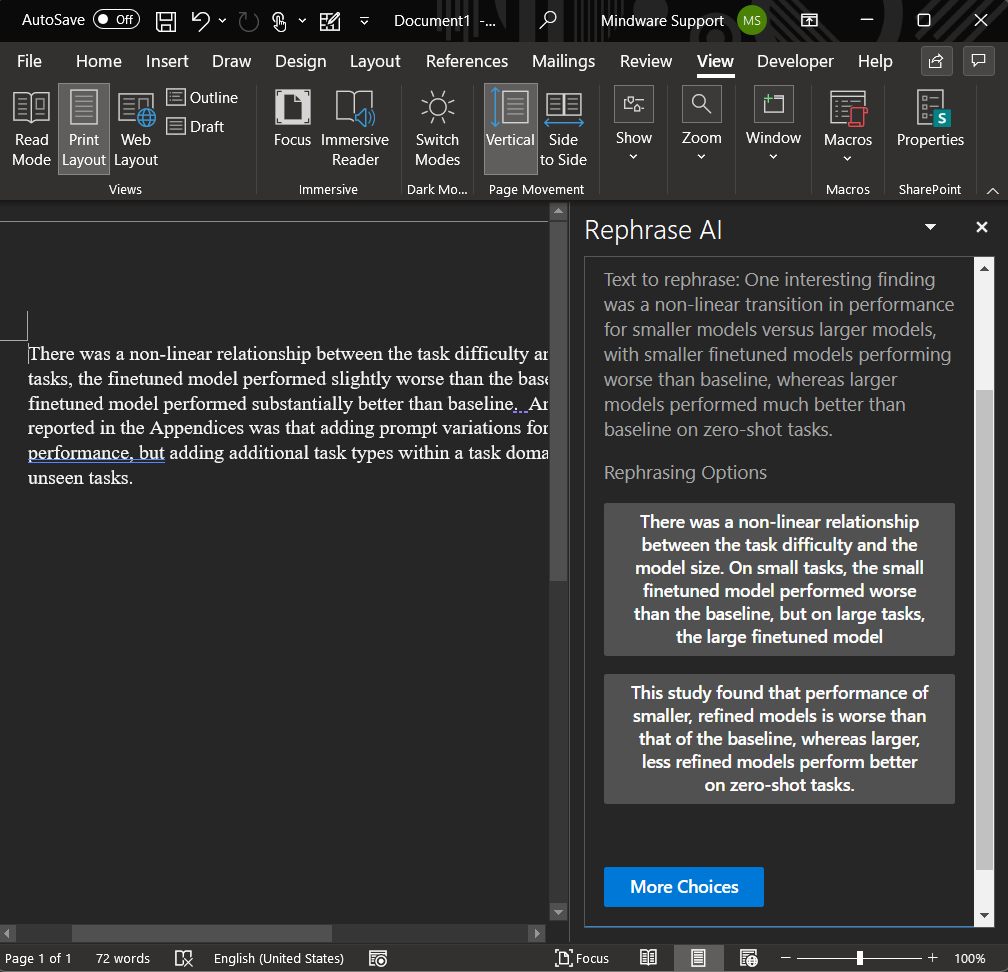 AutoSave Off Document1 -... Mindware Support MS
File Home Insert Draw Design Layout References Mailings Review View Developer Help
Read Mode
Print Layout
Web Layout
Outline
Draft
Views
Focus
Immersive Reader
Immersive
Switch Modes
Dark Mo...
Vertical
Side to Side
Page Movement
Show
Zoom
Window
Macros
Macros
Properties
S
SharePoint
There was a non-linear relationship between the task difficulty
tasks, the finetuned model performed slightly worse than the
finetuned model performed substantially better than baseline.
reported in the Appendices was that adding prompt variations for
performance, but adding additional task types within a task
unseen tasks.
Rephrase AI
Text to rephrase: One interesting finding
was a non-linear transition in performance
for smaller models versus larger models,
with smaller finetuned models performing
worse than baseline, whereas larger
models performed much better than
baseline on zero-shot tasks.
Rephrasing Options
There was a non-linear relationship
between the task difficulty and the
model size. On small tasks, the small
finetuned model performed worse
than the baseline, but on large tasks,
the large finetuned model
This study found that performance of
smaller, refined models is worse than
that of the baseline, whereas larger,
less refined models perform better
on zero-shot tasks.
More Choices
Page 1 of 1 72 words English (United States) Focus 100%